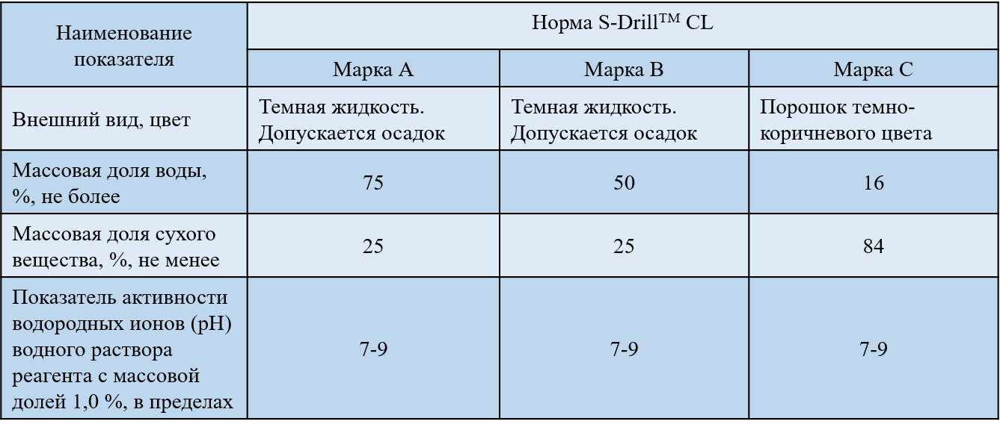 Наименование
показателя
Норма S-Drill™ CL
Марка А
Марка В
Марка С
Внешний вид, цвет
Темная жидкость.
Допускается осадок
Темная жидкость.
Допускается осадок
Порошок темно-
коричневого цвета
Массовая доля воды,
%, не более
75
50
16
Массовая доля сухого
вещества, %, не менее
25
25
84
Показатель активности
водородных ионов (рН)
водного раствора
реагента с массовой
долей 1,0 %, в пределах
7-9
7-9
7-9